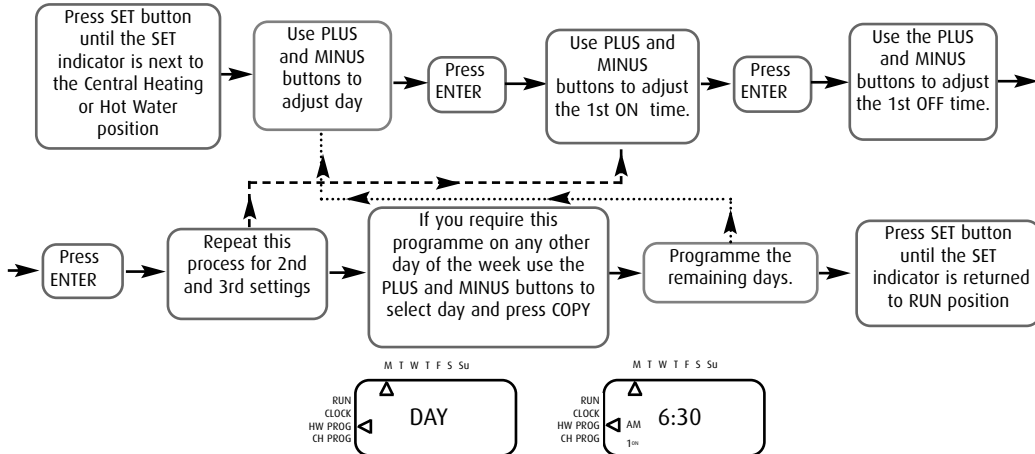 Press SET button
until the SET
indicator is next to
the Central Heating
or Hot Water
position
Use PLUS
and MINUS
buttons to
adjust day
Press
ENTER
Use PLUS and
MINUS
buttons to adjust
the 1st ON time.
Press
ENTER
Use the PLUS
and MINUS
buttons to adjust
the 1st OFF time.
Press
ENTER
Repeat this
process for 2nd
and 3rd settings
If you require this
programme on any other
day of the week use the
PLUS and MINUS buttons to
select day and press COPY
Programme the
remaining days.
Press SET button
until the SET
indicator is returned
to RUN position
M T W T F S Su
RUN
CLOCK
HW PROG
CH PROG
DAY
M T W T F S Su
RUN
CLOCK
HW PROG
CH PROG
AM
1ON
6:30